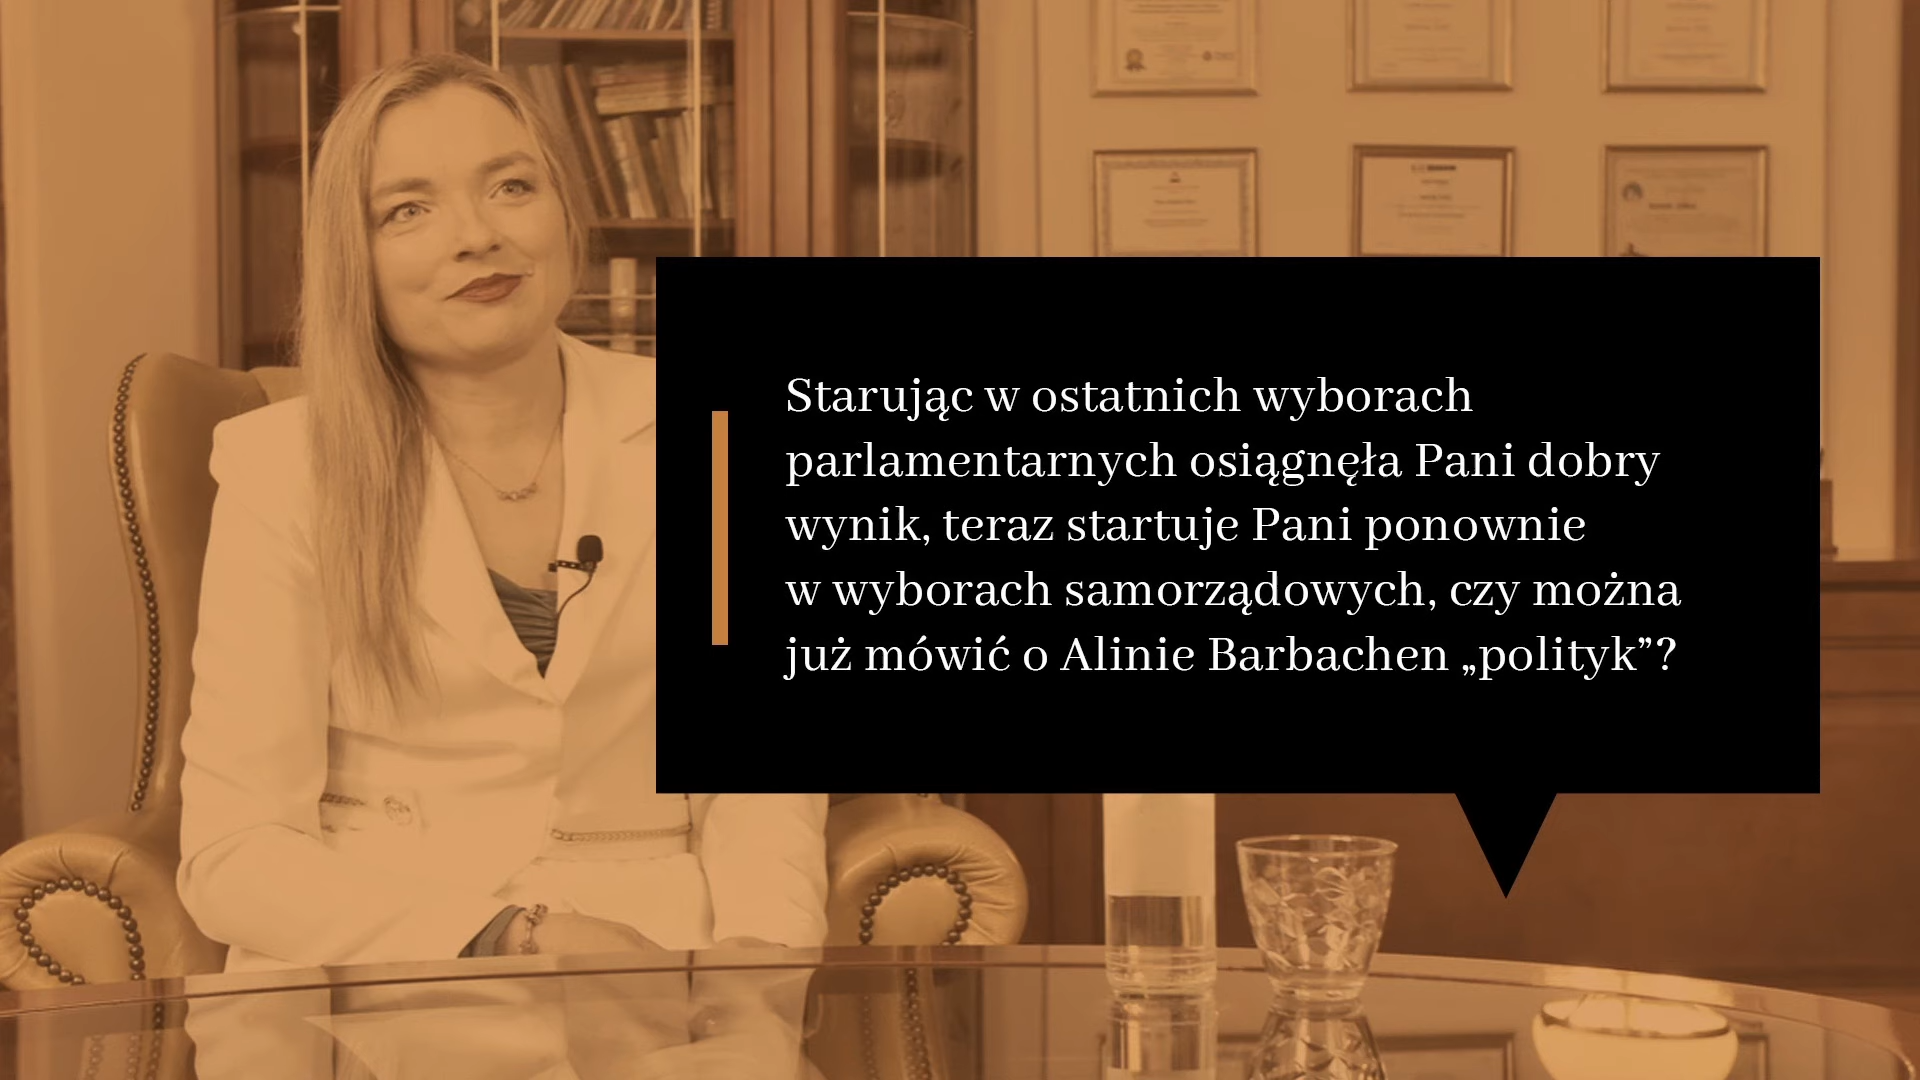 Starując w ostatnich wyborach
parlamentarnych osiągnęła Pani dobry
wynik, teraz startuje Pani ponownie
w wyborach samorządowych, czy można
już mówić o Alinie Barbachen „polityk”?